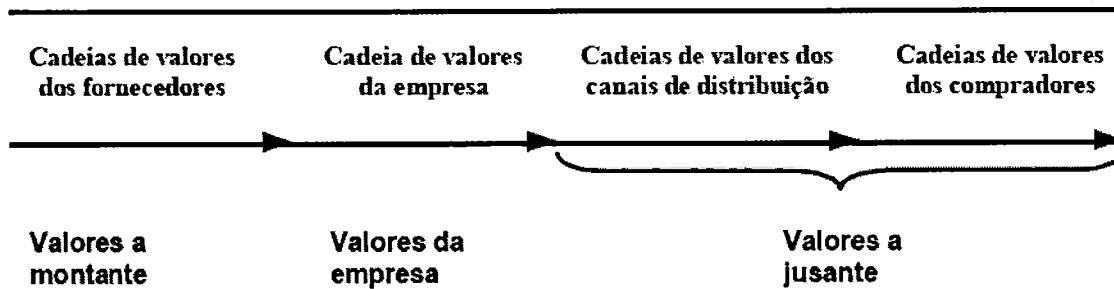 Cadeias de valores
dos fornecedores
Cadeia de valores
da empresa
Cadeias de valores dos
canais de distribuição
Cadeias de valores
dos compradores
Valores a
montante
Valores da
empresa
Valores a
jusante